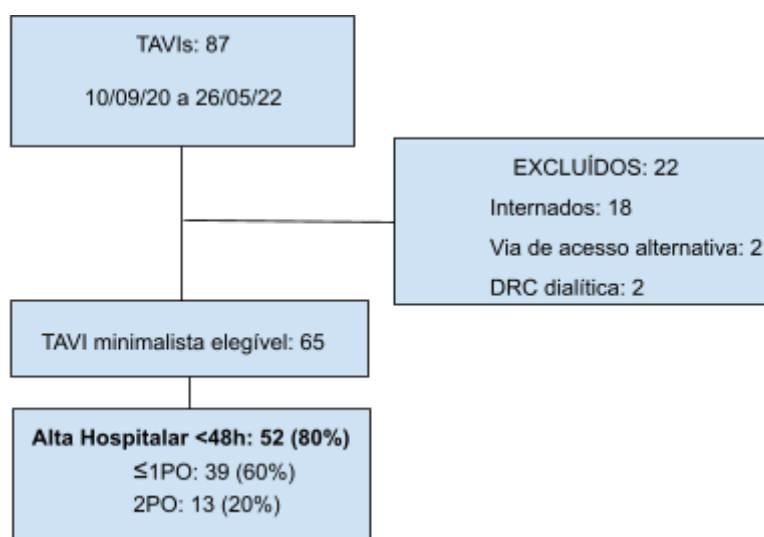 TAVIs: 87
10/09/20 a 26/05/22
EXCLUÍDOS: 22
Internados: 18
Via de acesso alternativa: 2
DRC dialítica: 2
TAVI minimalista elegível: 65
Alta Hospitalar <48h: 52 (80%)
≤1PO: 39 (60%)
2PO: 13 (20%)